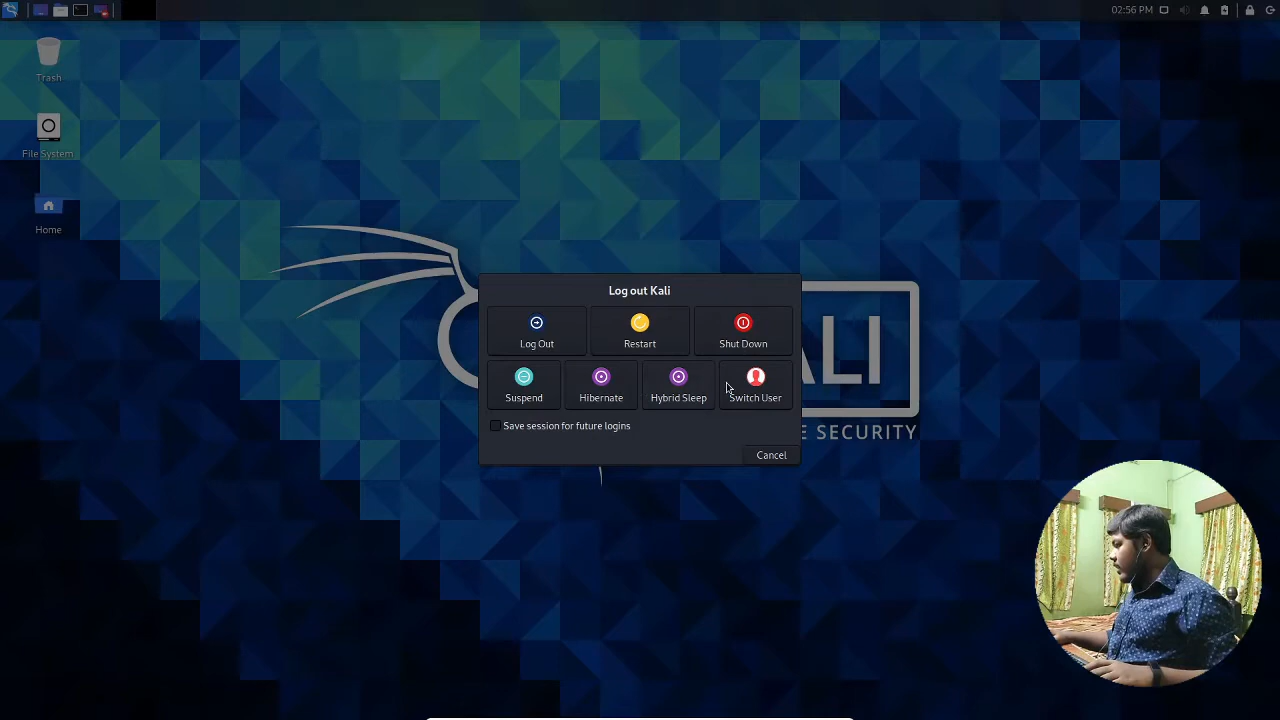 02:56 PM
Trash
File System
Home
Log out Kali
Log Out
Restart
Shut Down
Suspend
Hibernate
Hybrid Sleep
Switch User
Save session for future logins
Cancel
ALI
E SECURITY